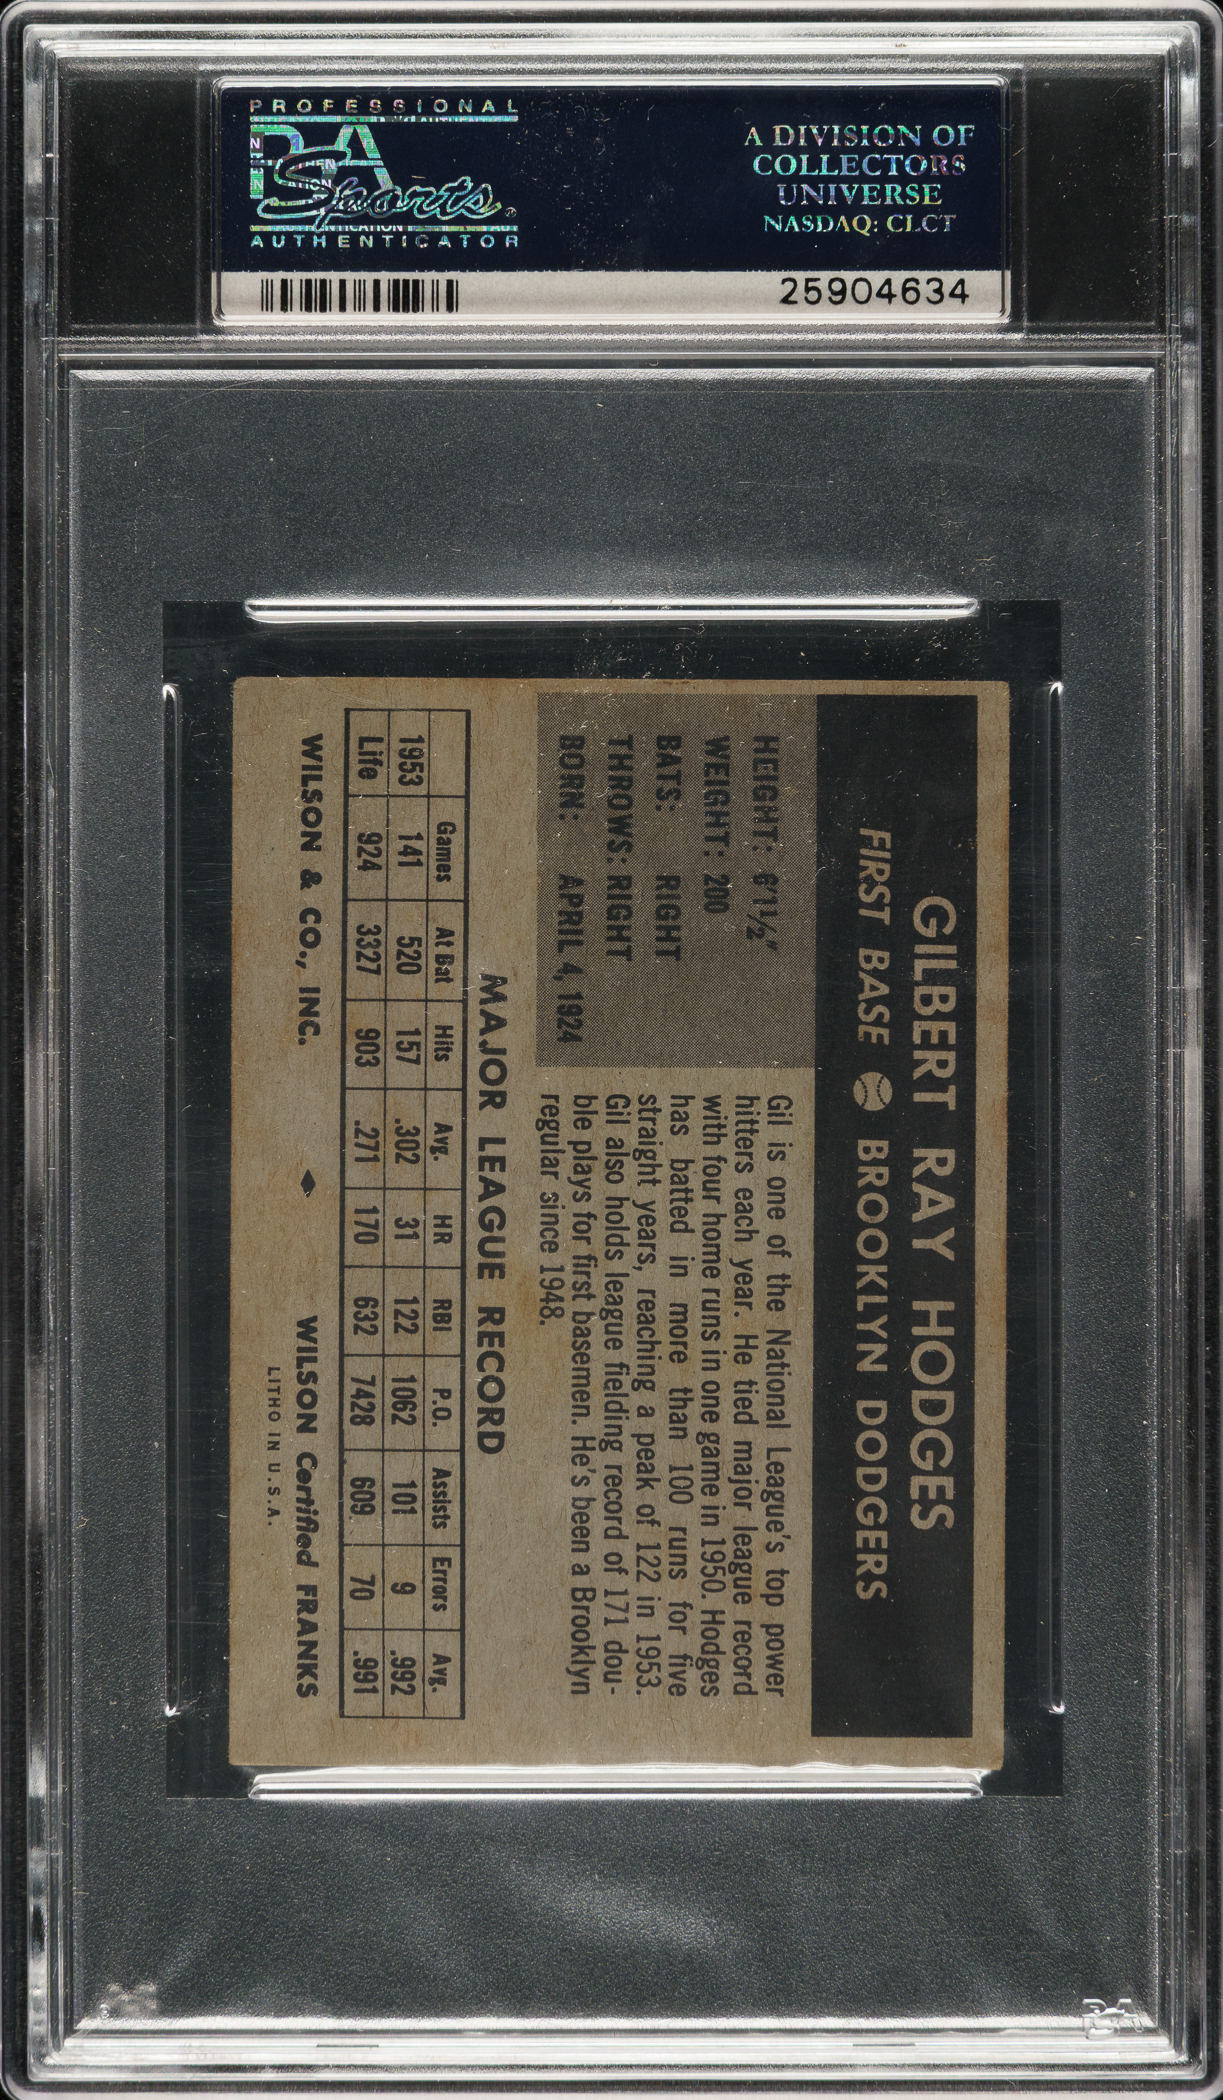 PROFESSIONAL
PSA
Sports
AUTHENTICATOR
A DIVISION OF
COLLECTORS
UNIVERSE
NASDAQ: CLCT
25904634
GILBERT RAY HODGES
FIRST BASE BROOKLYN DODGERS
HEIGHT: 6'1½"
WEIGHT: 200
BATS: RIGHT
THROWS: RIGHT
BORN: APRIL 4, 1924
Gil is one of the National League's top power
hitters each year. He tied major league record
with four home runs in one game in 1950. Hodges
has batted in more than 100 runs for five
straight years, reaching a peak of 122 in 1953.
Gil also holds league fielding record of 171 dou-
ble plays for first basemen. He's been a Brooklyn
regular since 1948.
MAJOR LEAGUE RECORD
Games At Bat Hits Avg. HR RBI P.O. Assists Errors Avg.
1953 141 520 157 .302 31 122 1062 101 9 .992
Life 924 3327 903 .271 170 632 7428 609 70 .991
WILSON & CO., INC. ♦ WILSON Certified FRANKS
LITHO IN U.S.A.
PSA